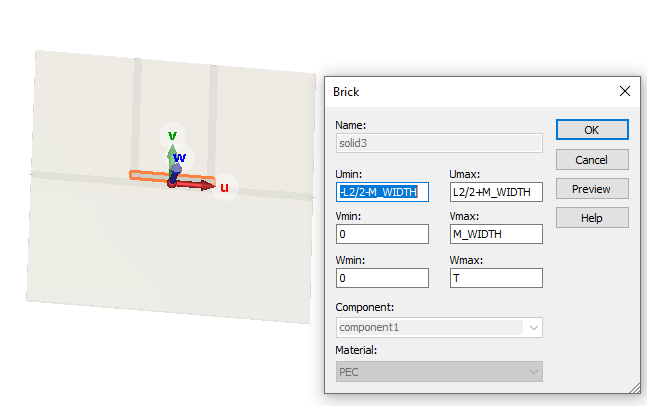 v
w
u
Brick
Name:
solid3
OK
Cancel
Preview
Help
Umin:
Umax:
-L2/2-M_WIDTH
L2/2+M_WIDTH
Vmin:
Vmax:
0
M_WIDTH
Wmin:
Wmax:
0
T
Component:
component1
Material:
PEC